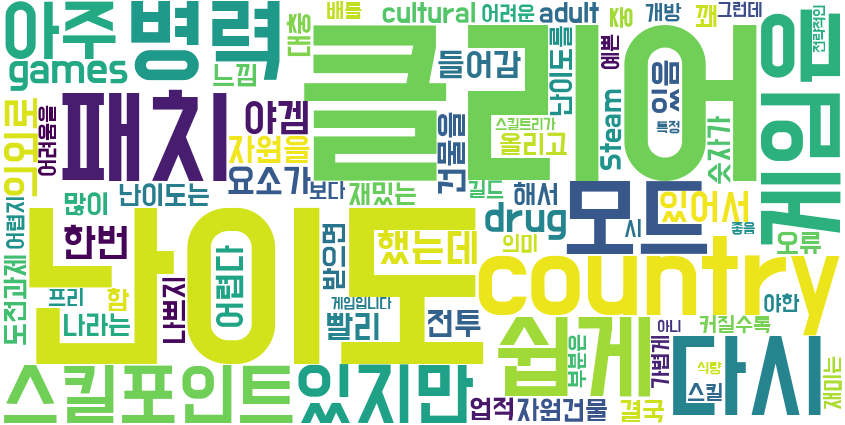 아주 병력 클리어 게임은
games 느낌 대충 배틀 cultural 어려운 adult 줌 개방 꽤 그런데
들어감 난이도를 예쁜 있음 전략적인
의외로 어려움을 패치 야겜 자원을 요소가 보다 건물을
스킬트리가 올리고 Steam 특정 숫자가
많이 난이도는 재밌는 길드 해서 모드 있어서
도전과제 어렵지 한번 난이도 어렵다 받으면 했는데
drug 의미 시 좋음 오류
프리 함 나라는 나쁘지 게임입니다 빨리 전투
country 아니 야한 커질수록
쉽게 부분은 가볍게 다시 식량 스킬 재미는
스킬포인트 있지만 업적 자원건물 결국